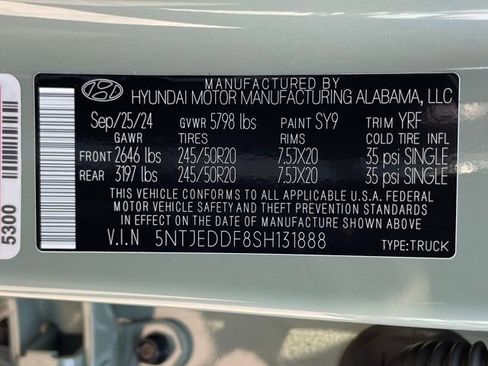 MANUFACTURED BY
HYUNDAI MOTOR MANUFACTURING ALABAMA, LLC
Sep/25/24 GVWR 5798 lbs PAINT SY9 TRIM YRF
GAWR TIRES RIMS COLD TIRE INFL
FRONT 2646 lbs 245/50R20 7.5JX20 35 psi SINGLE
REAR 3197 lbs 245/50R20 7.5JX20 35 psi SINGLE
THIS VEHICLE CONFORMS TO ALL APPLICABLE U.S.A. FEDERAL
MOTOR VEHICLE SAFETY AND THEFT PREVENTION STANDARDS
IN EFFECT ON THE DATE OF MANUFACTURE SHOWN ABOVE
V.I.N 5NTJEDDF8SH131888 TYPE:TRUCK
5300